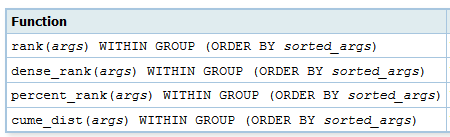 Function
rank(args) WITHIN GROUP (ORDER BY sorted_args)
dense_rank(args) WITHIN GROUP (ORDER BY sorted_args)
percent_rank(args) WITHIN GROUP (ORDER BY sorted_args)
cume_dist(args) WITHIN GROUP (ORDER BY sorted_args)